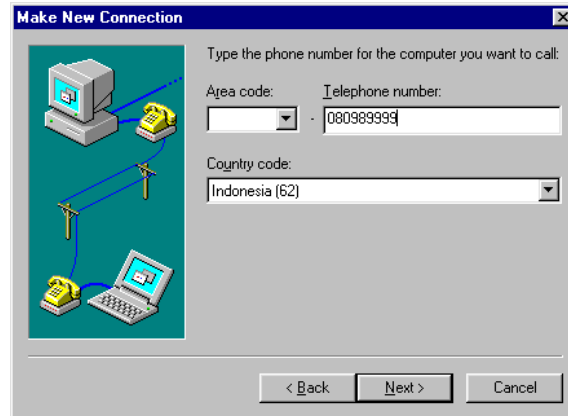 Make New Connection
Type the phone number for the computer you want to call:
Area code: Telephone number:
- 080989999
Country code:
Indonesia (62)
< Back Next > Cancel